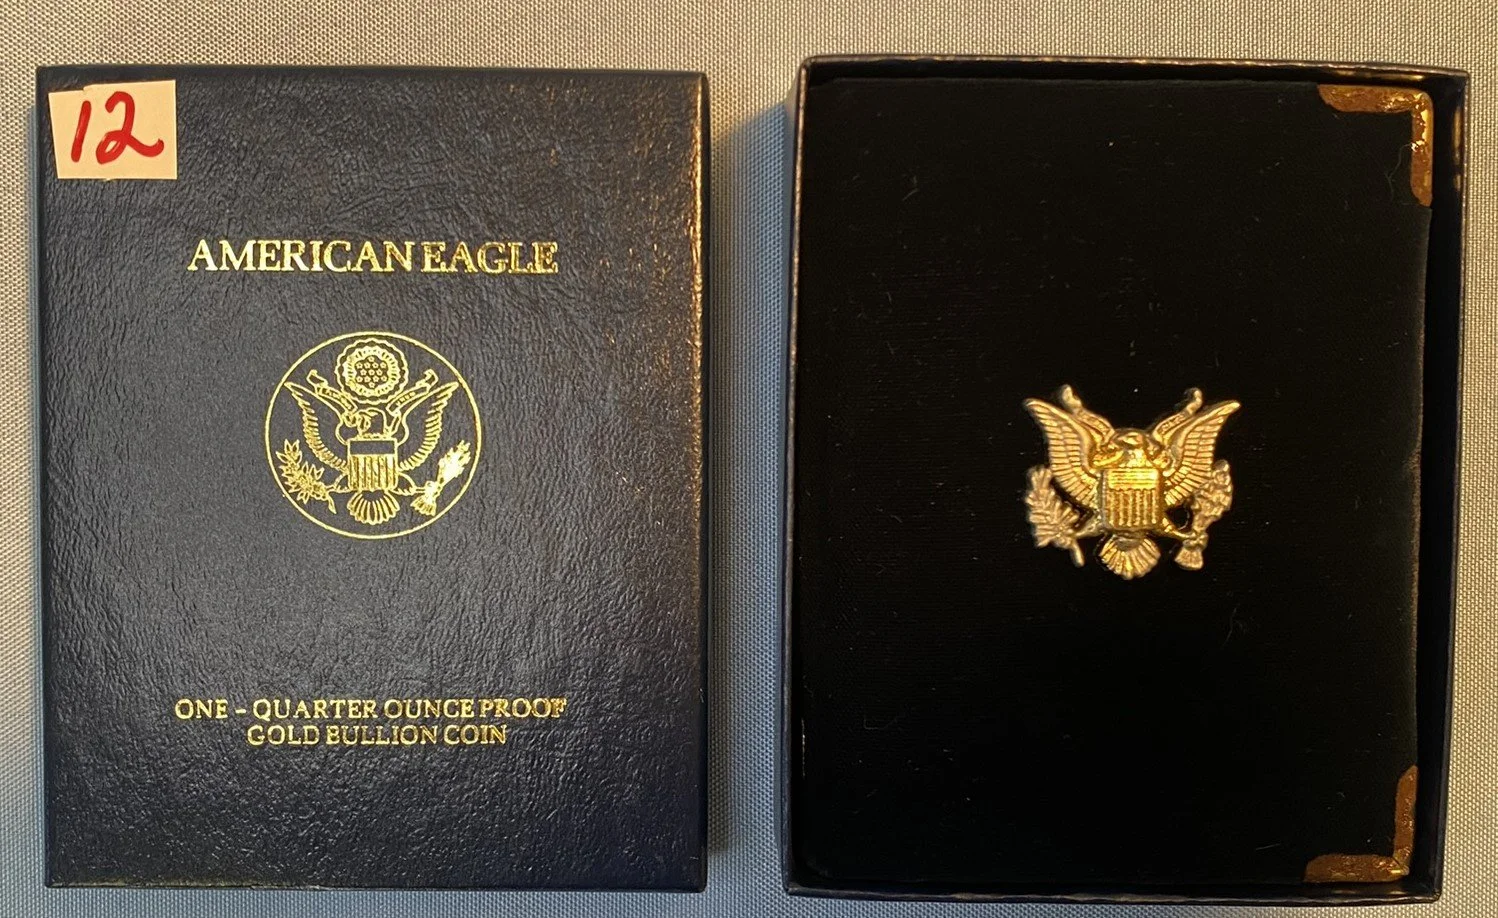 12
AMERICAN EAGLE
ONE - QUARTER OUNCE PROOF
GOLD BULLION COIN